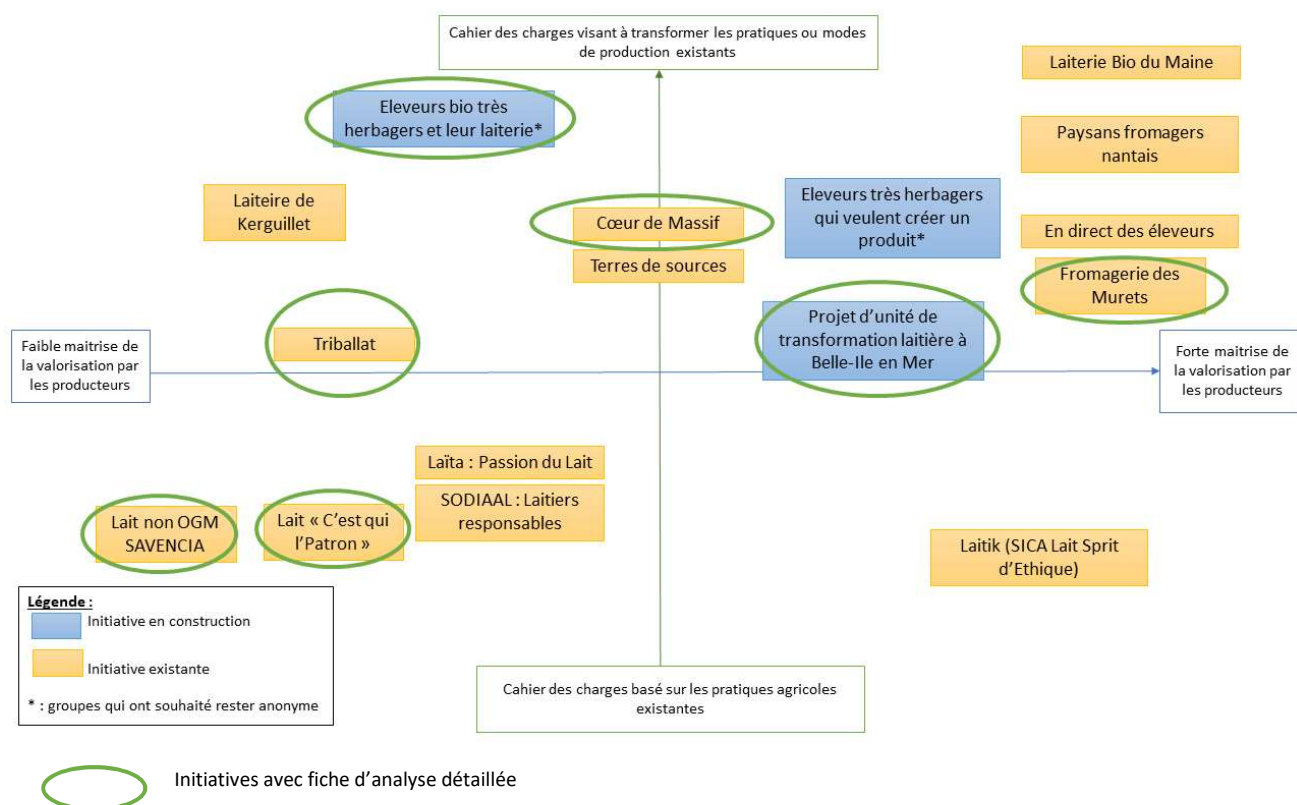 Cahier des charges visant à transformer les pratiques ou modes
de production existants
Laiterie Bio du Maine
Eleveurs bio très
herbagers et leur laiterie*
Paysans fromagers
nantais
Laiteire de
Kerguillet
Eleveurs très herbagers
qui veulent créer un
produit*
Cœur de Massif
En direct des éleveurs
Terres de sources
Fromagerie des
Murets
Projet d'unité de
transformation laitière à
Belle-Ile en Mer
Triballat
Faible maitrise de
la valorisation par
les producteurs
Forte maitrise de
la valorisation par
les producteurs
Laïta : Passion du Lait
SODIAAL : Laitiers
responsables
Lait non OGM
SAVENCIA
Lait « C'est qui
l'Patron »
Laitik (SICA Lait Sprit
d'Ethique)
Légende :
Initiative en construction
Initiative existante
* : groupes qui ont souhaité rester anonyme
Cahier des charges basé sur les pratiques agricoles
existantes
Initiatives avec fiche d'analyse détaillée